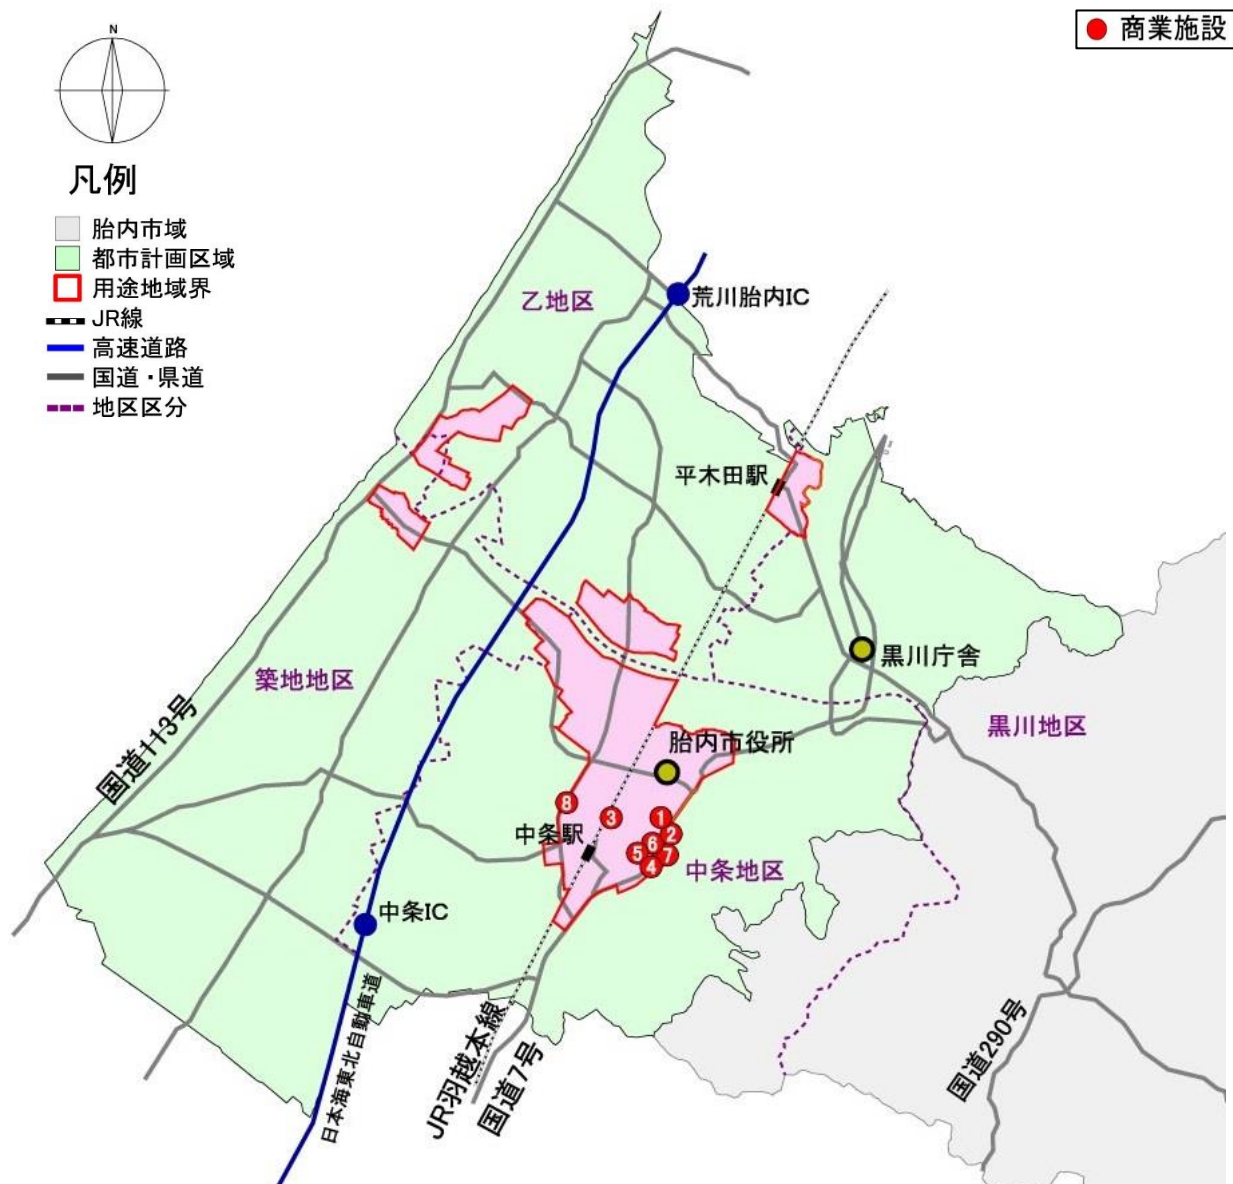 N
商業施設
凡例
胎内市域
都市計画区域
用途地域界
JR線
高速道路
国道・県道
地区区分
乙地区
荒川胎内IC
平木田駅
黒川庁舎
築地地区
国道113号
黒川地区
胎内市役所
8
3
1
2
中条駅
6
5
7
4
中条地区
中条IC
日本海東北自動車道
JR羽越本線
国道7号
国道290号